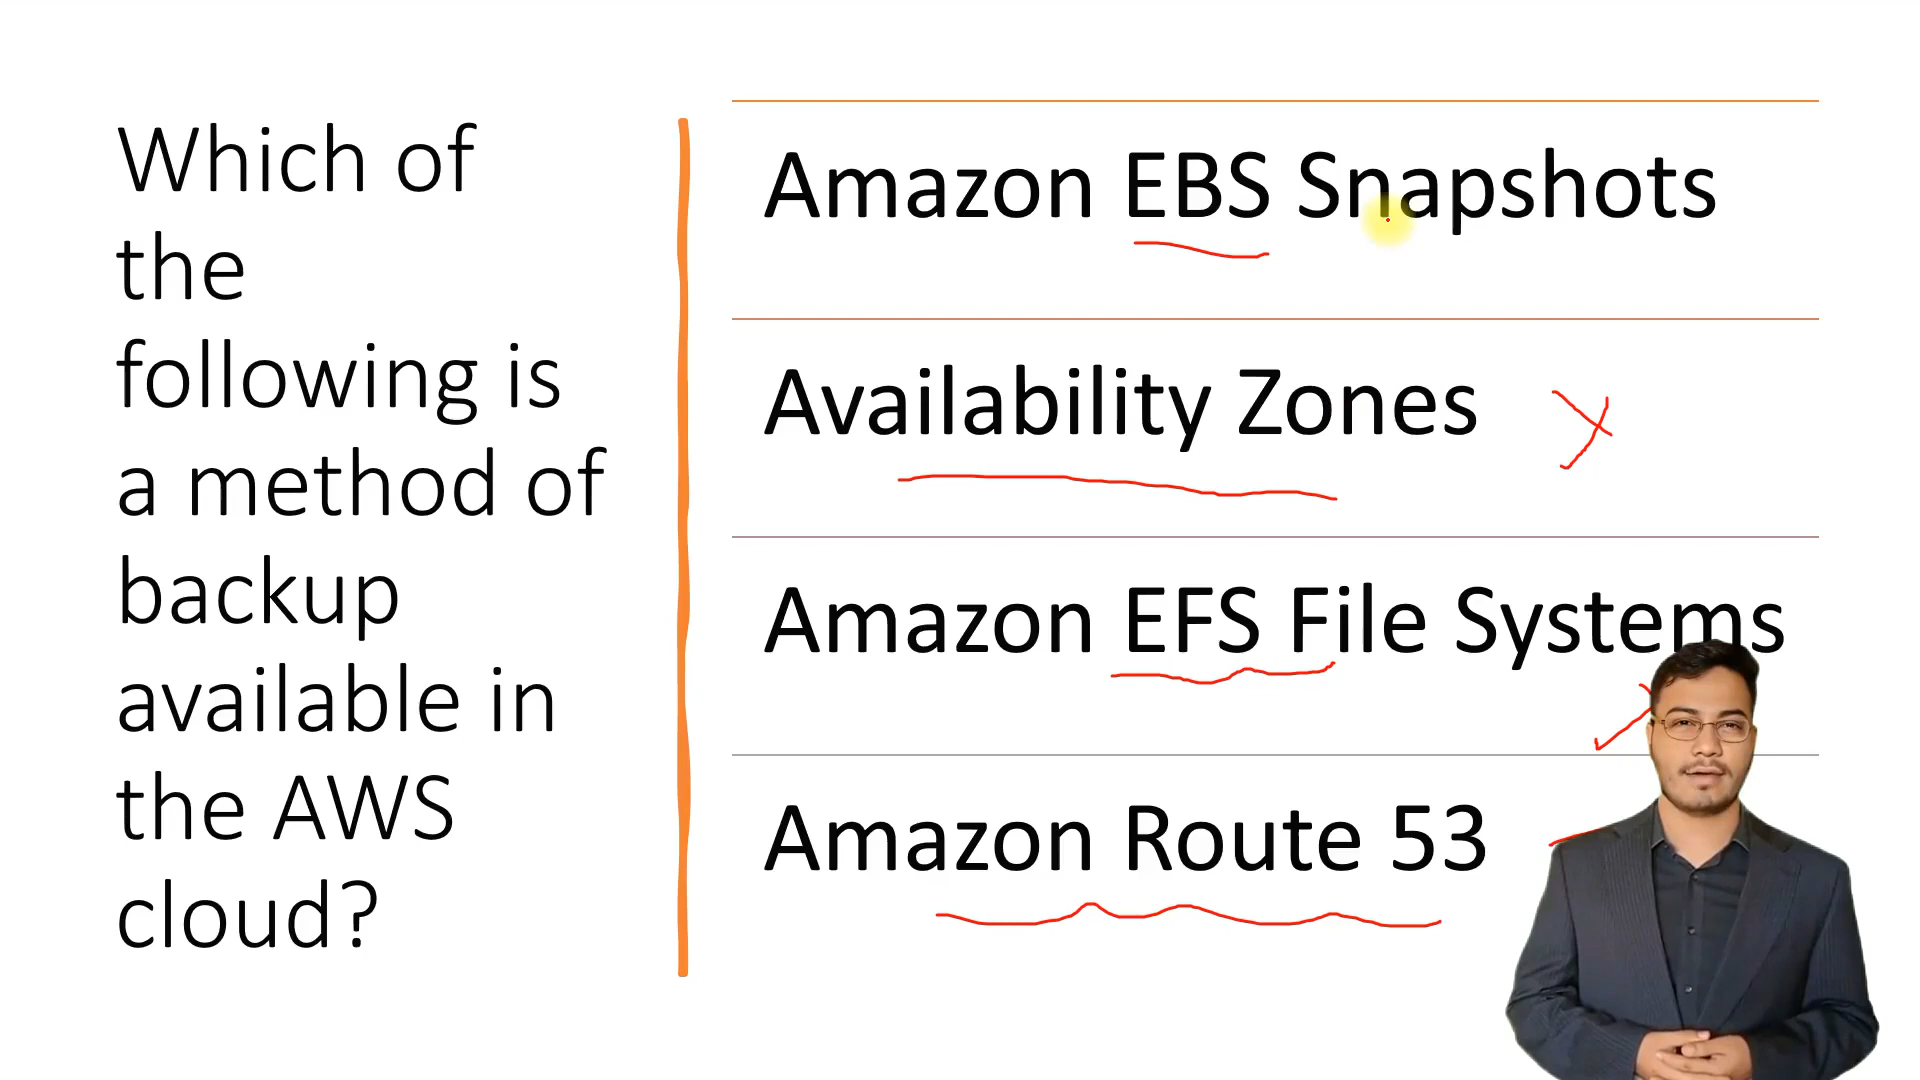 Which of
the
following is
a method of
backup
available in
the AWS
cloud?
Amazon EBS Snapshots
Availability Zones
Amazon EFS File Systems
Amazon Route 53